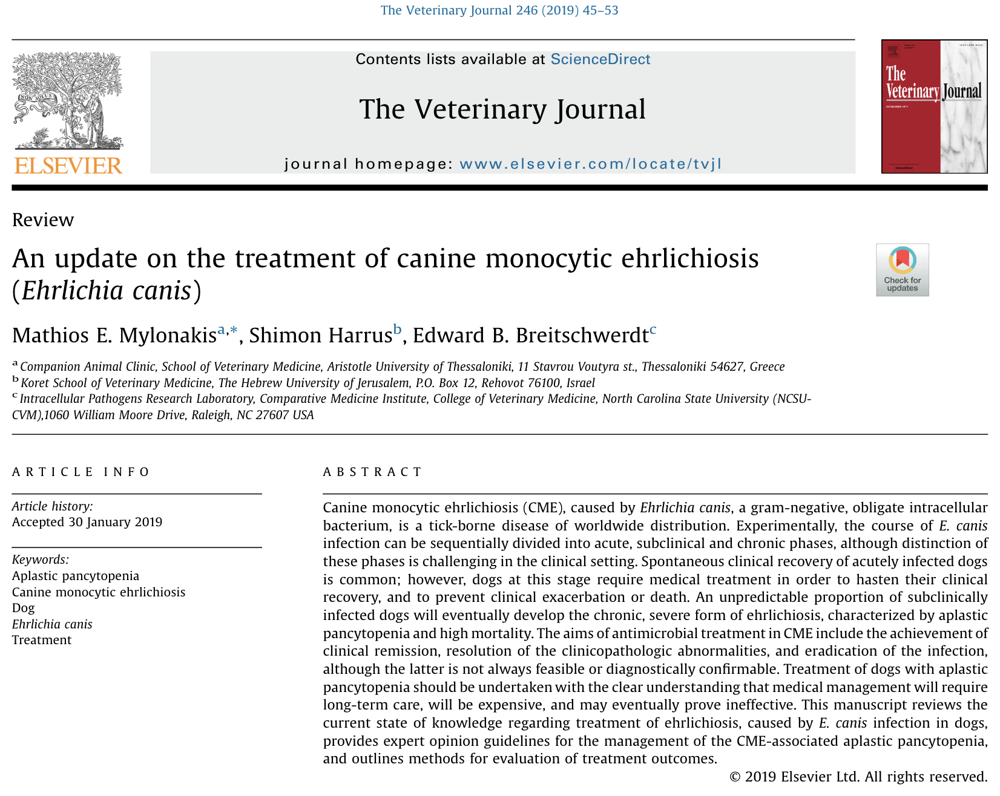 The Veterinary Journal 246 (2019) 45–53
Contents lists available at ScienceDirect
The Veterinary Journal
journal homepage: www.elsevier.com/locate/tvjl
NON SOLUS
ELSEVIER
The
Veterinary Journal
ESTABLISHED 1875
ScienceDirect
Review
An update on the treatment of canine monocytic ehrlichiosis
(Ehrlichia canis)
Check for
updates
Mathios E. Mylonakisa,*, Shimon Harrusb, Edward B. Breitschwerdtc
a Companion Animal Clinic, School of Veterinary Medicine, Aristotle University of Thessaloniki, 11 Stavrou Voutyra st., Thessaloniki 54627, Greece
b Koret School of Veterinary Medicine, The Hebrew University of Jerusalem, P.O. Box 12, Rehovot 76100, Israel
c Intracellular Pathogens Research Laboratory, Comparative Medicine Institute, College of Veterinary Medicine, North Carolina State University (NCSU-
CVM),1060 William Moore Drive, Raleigh, NC 27607 USA
ARTICLE INFO
Article history:
Accepted 30 January 2019
Keywords:
Aplastic pancytopenia
Canine monocytic ehrlichiosis
Dog
Ehrlichia canis
Treatment
ABSTRACT
Canine monocytic ehrlichiosis (CME), caused by Ehrlichia canis, a gram-negative, obligate intracellular
bacterium, is a tick-borne disease of worldwide distribution. Experimentally, the course of E. canis
infection can be sequentially divided into acute, subclinical and chronic phases, although distinction of
these phases is challenging in the clinical setting. Spontaneous clinical recovery of acutely infected dogs
is common; however, dogs at this stage require medical treatment in order to hasten their clinical
recovery, and to prevent clinical exacerbation or death. An unpredictable proportion of subclinically
infected dogs will eventually develop the chronic, severe form of ehrlichiosis, characterized by aplastic
pancytopenia and high mortality. The aims of antimicrobial treatment in CME include the achievement of
clinical remission, resolution of the clinicopathologic abnormalities, and eradication of the infection,
although the latter is not always feasible or diagnostically confirmable. Treatment of dogs with aplastic
pancytopenia should be undertaken with the clear understanding that medical management will require
long-term care, will be expensive, and may eventually prove ineffective. This manuscript reviews the
current state of knowledge regarding treatment of ehrlichiosis, caused by E. canis infection in dogs,
provides expert opinion guidelines for the management of the CME-associated aplastic pancytopenia,
and outlines methods for evaluation of treatment outcomes.
© 2019 Elsevier Ltd. All rights reserved.